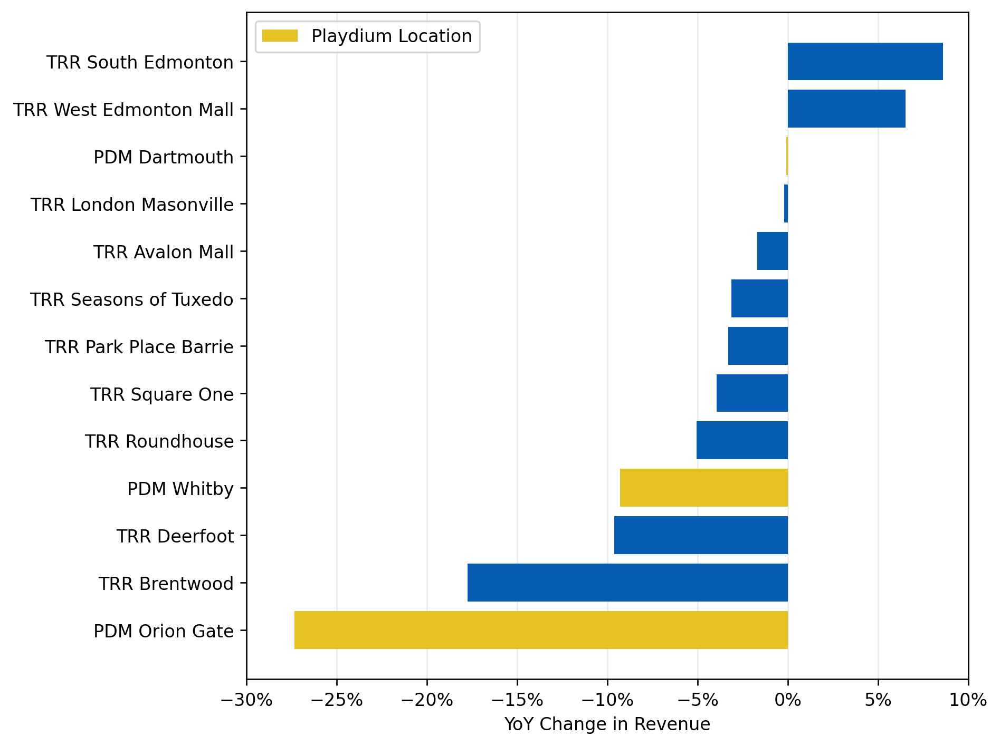 Playdium Location
TRR South Edmonton
TRR West Edmonton Mall
PDM Dartmouth
TRR London Masonville
TRR Avalon Mall
TRR Seasons of Tuxedo
TRR Park Place Barrie
TRR Square One
TRR Roundhouse
PDM Whitby
TRR Deerfoot
TRR Brentwood
PDM Orion Gate
−30% −25% −20% −15% −10% −5% 0% 5% 10%
YoY Change in Revenue